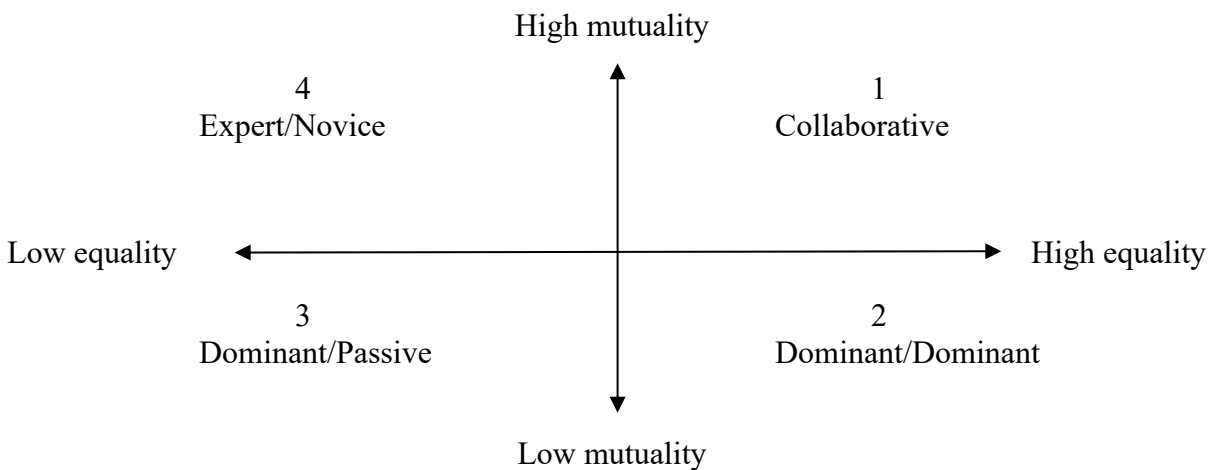 High mutuality
4
Expert/Novice
1
Collaborative
Low equality
High equality
3
Dominant/Passive
2
Dominant/Dominant
Low mutuality